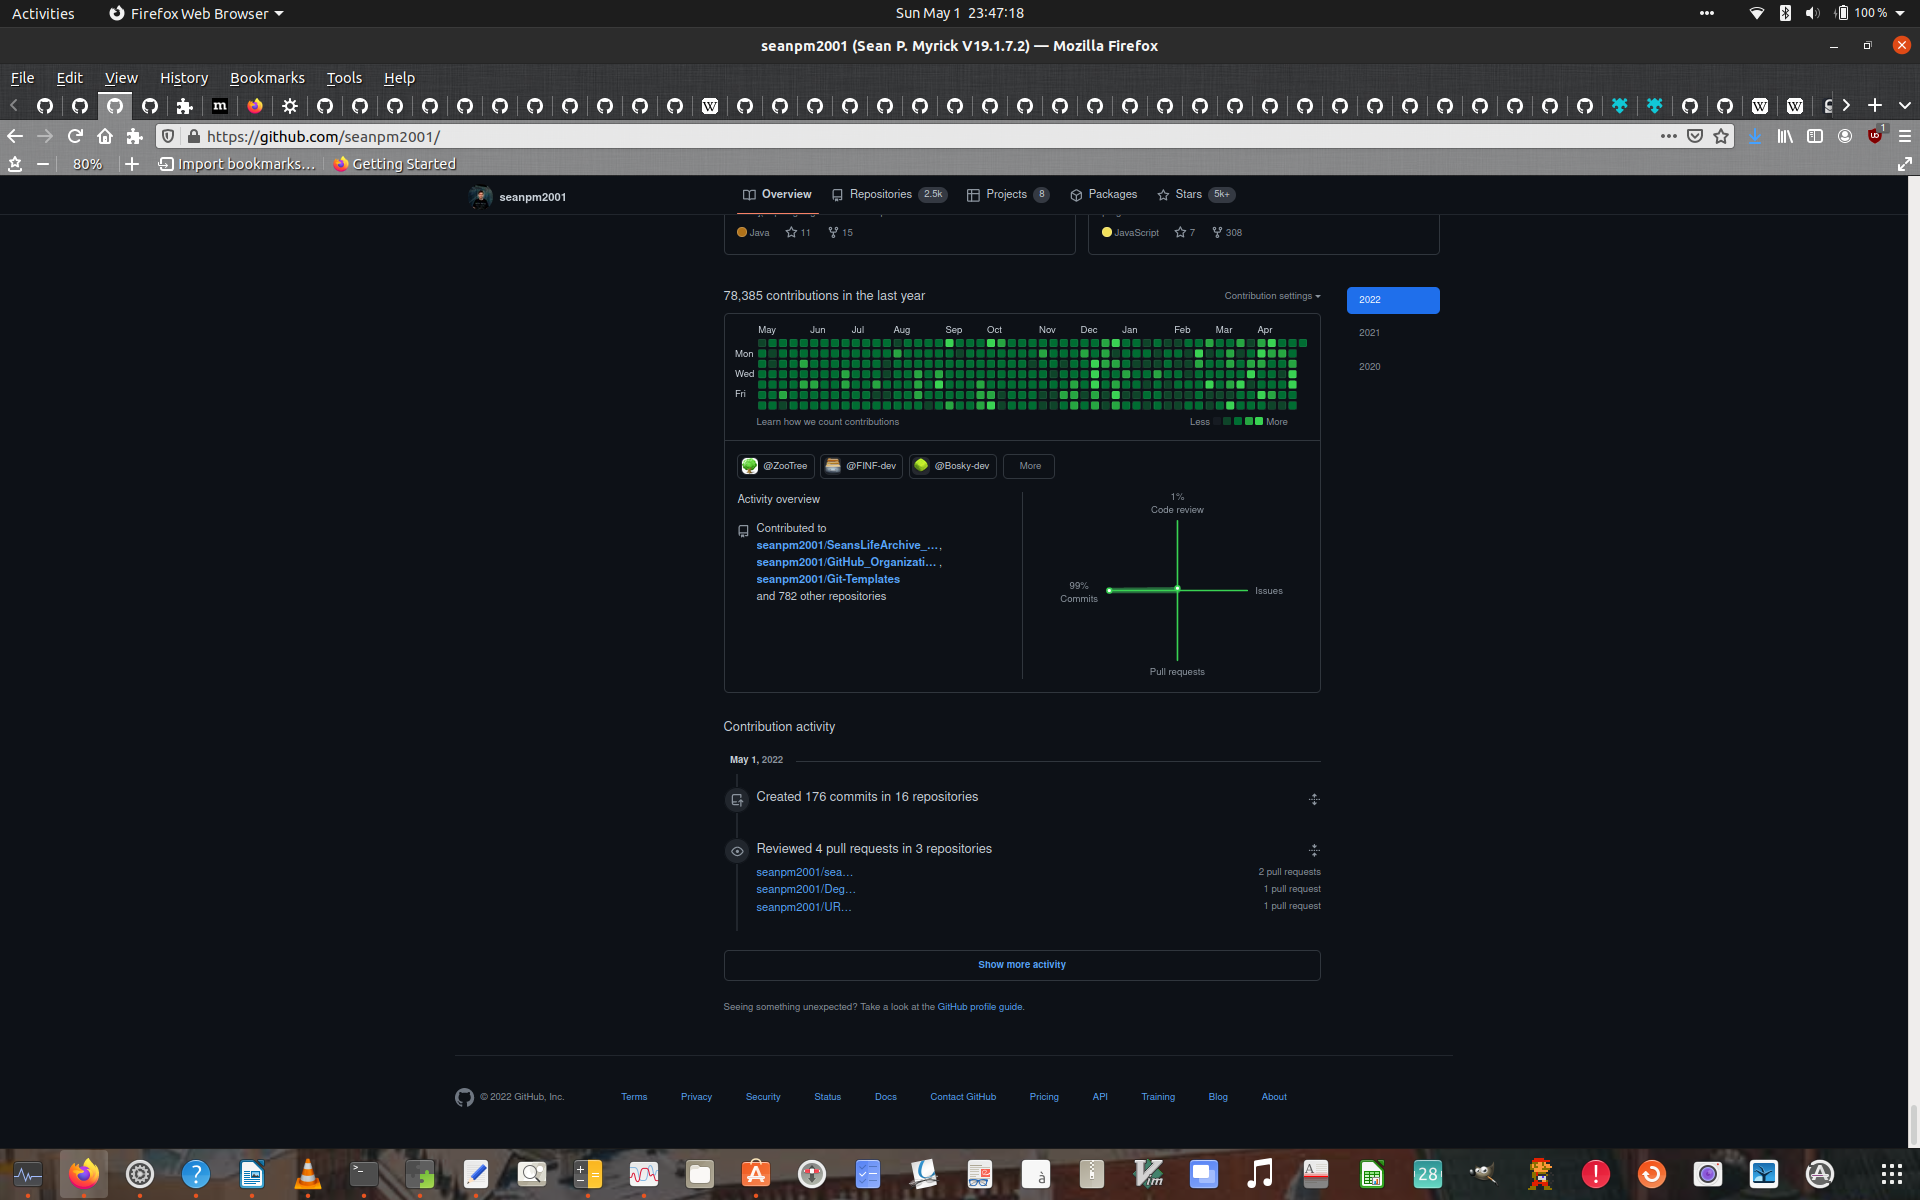 Activities
Firefox Web Browser
Sun May 1 23:47:18
100 %
seanpm2001 (Sean P. Myrick V19.1.7.2) — Mozilla Firefox
File Edit View History Bookmarks Tools Help
https://github.com/seanpm2001/
80%
Import bookmarks...
Getting Started
seanpm2001
Overview
Repositories 2.5k
Projects 8
Packages
Stars 5k+
Java 11 15
JavaScript 7 308
78,385 contributions in the last year
Contribution settings
2022
2021
2020
May Jun Jul Aug Sep Oct Nov Dec Jan Feb Mar Apr
Mon
Wed
Fri
Learn how we count contributions
Less More
@ZooTree
@FINF-dev
@Bosky-dev
More
Activity overview
Contributed to
seanpm2001/SeansLifeArchive_... ,
seanpm2001/GitHub_Organizati... ,
seanpm2001/Git-Templates
and 782 other repositories
1%
Code review
99%
Commits
Issues
Pull requests
Contribution activity
May 1, 2022
Created 176 commits in 16 repositories
Reviewed 4 pull requests in 3 repositories
seanpm2001/sea... 2 pull requests
seanpm2001/Deg... 1 pull request
seanpm2001/UR... 1 pull request
Show more activity
Seeing something unexpected? Take a look at the GitHub profile guide.
© 2022 GitHub, Inc.
Terms Privacy Security Status Docs Contact GitHub Pricing API Training Blog About
28